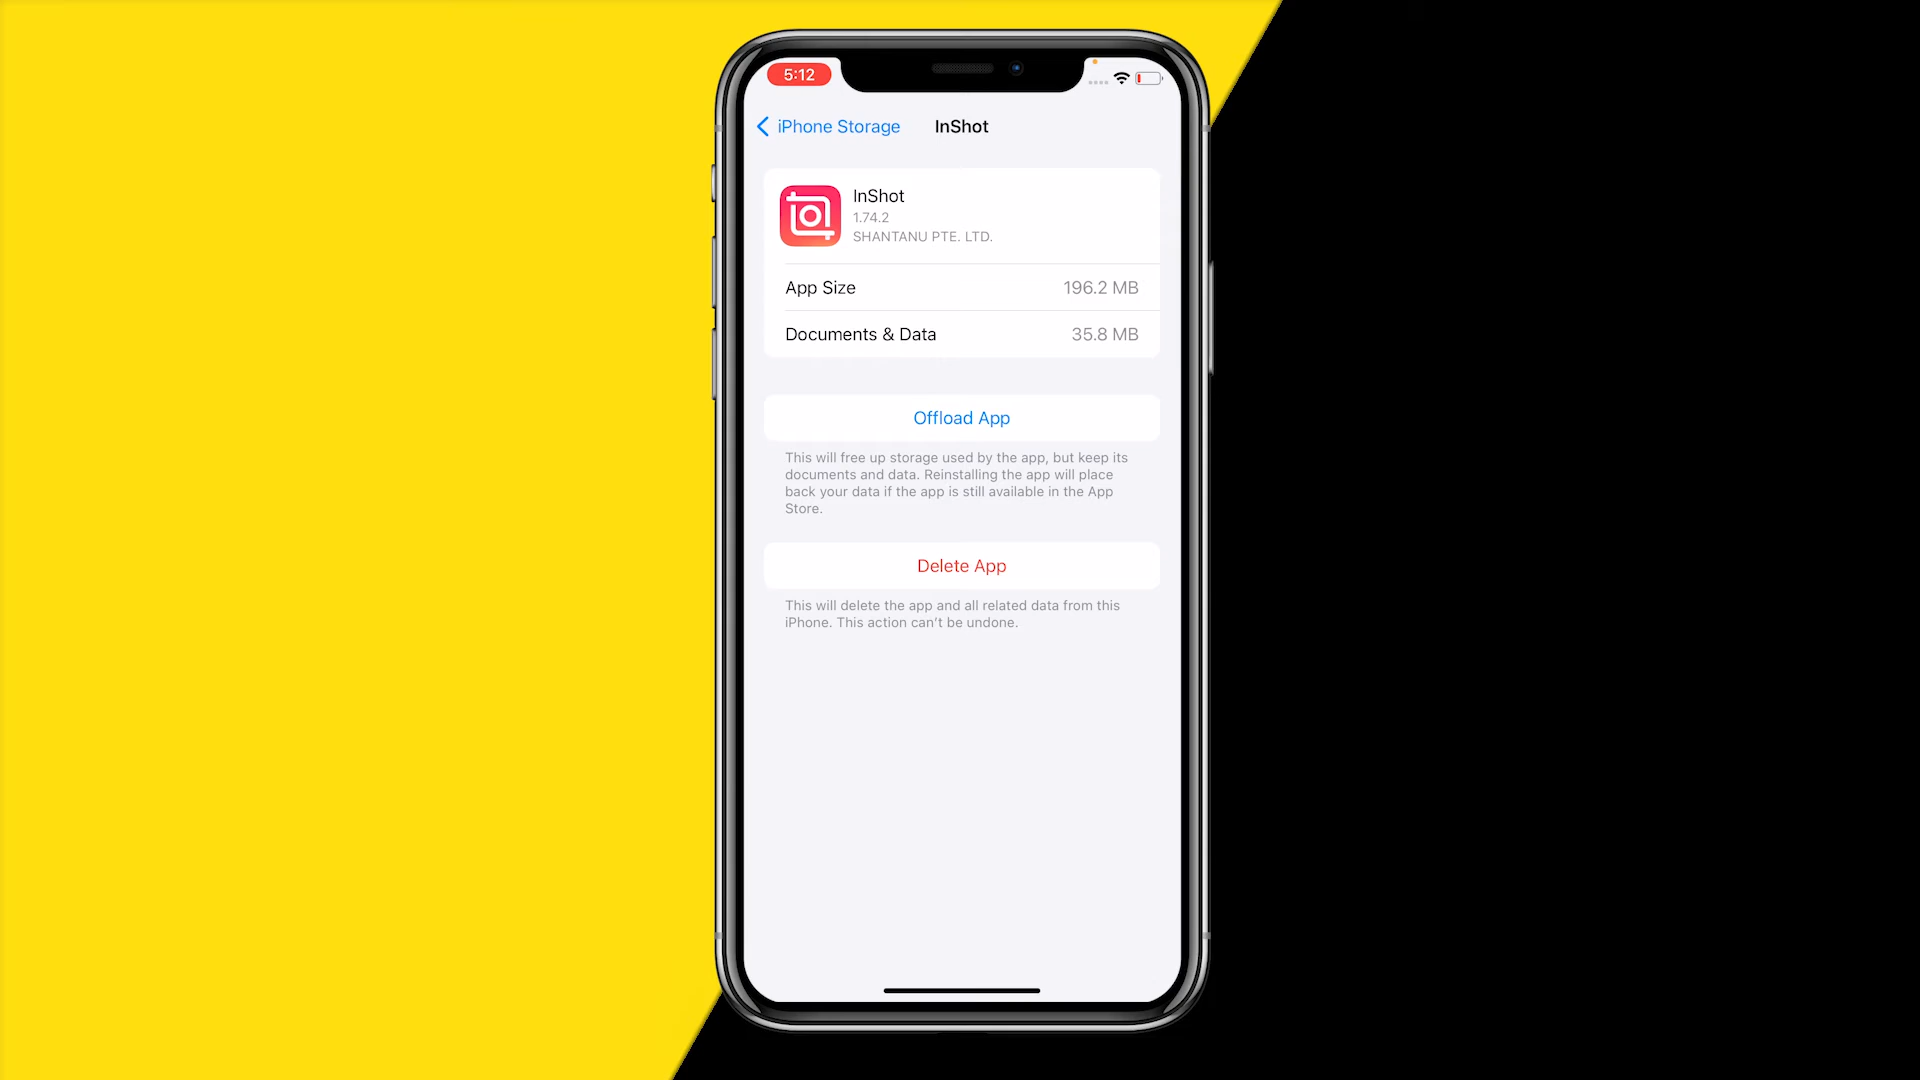 5:12
iPhone Storage
InShot
InShot
1.74.2
SHANTANU PTE. LTD.
App Size
196.2 MB
Documents & Data
35.8 MB
Offload App
This will free up storage used by the app, but keep its
documents and data. Reinstalling the app will place
back your data if the app is still available in the App
Store.
Delete App
This will delete the app and all related data from this
iPhone. This action can't be undone.